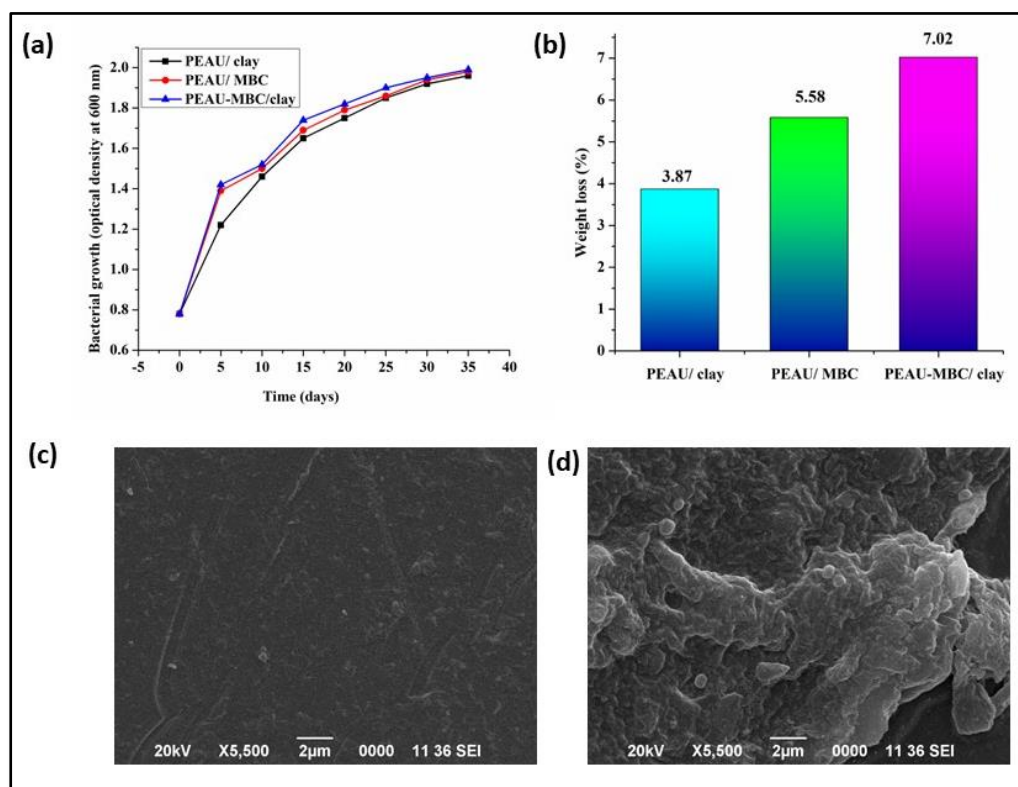 (a)
PEAU/ clay
PEAU/ MBC
PEAU-MBC/clay
Bacterial growth (optical density at 600 nm)
2.0
1.8
1.6
1.4
1.2
1.0
0.8
0.6
-5 0 5 10 15 20 25 30 35 40
Time (days)
(b)
Weight loss (%)
7
6
5
4
3
2
1
0
3.87
5.58
7.02
PEAU/ clay PEAU/ MBC PEAU-MBC/ clay
(c)
20kV X5,500 2µm 0000 11 36 SEI
(d)
20kV X5,500 2µm 0000 11 36 SEI